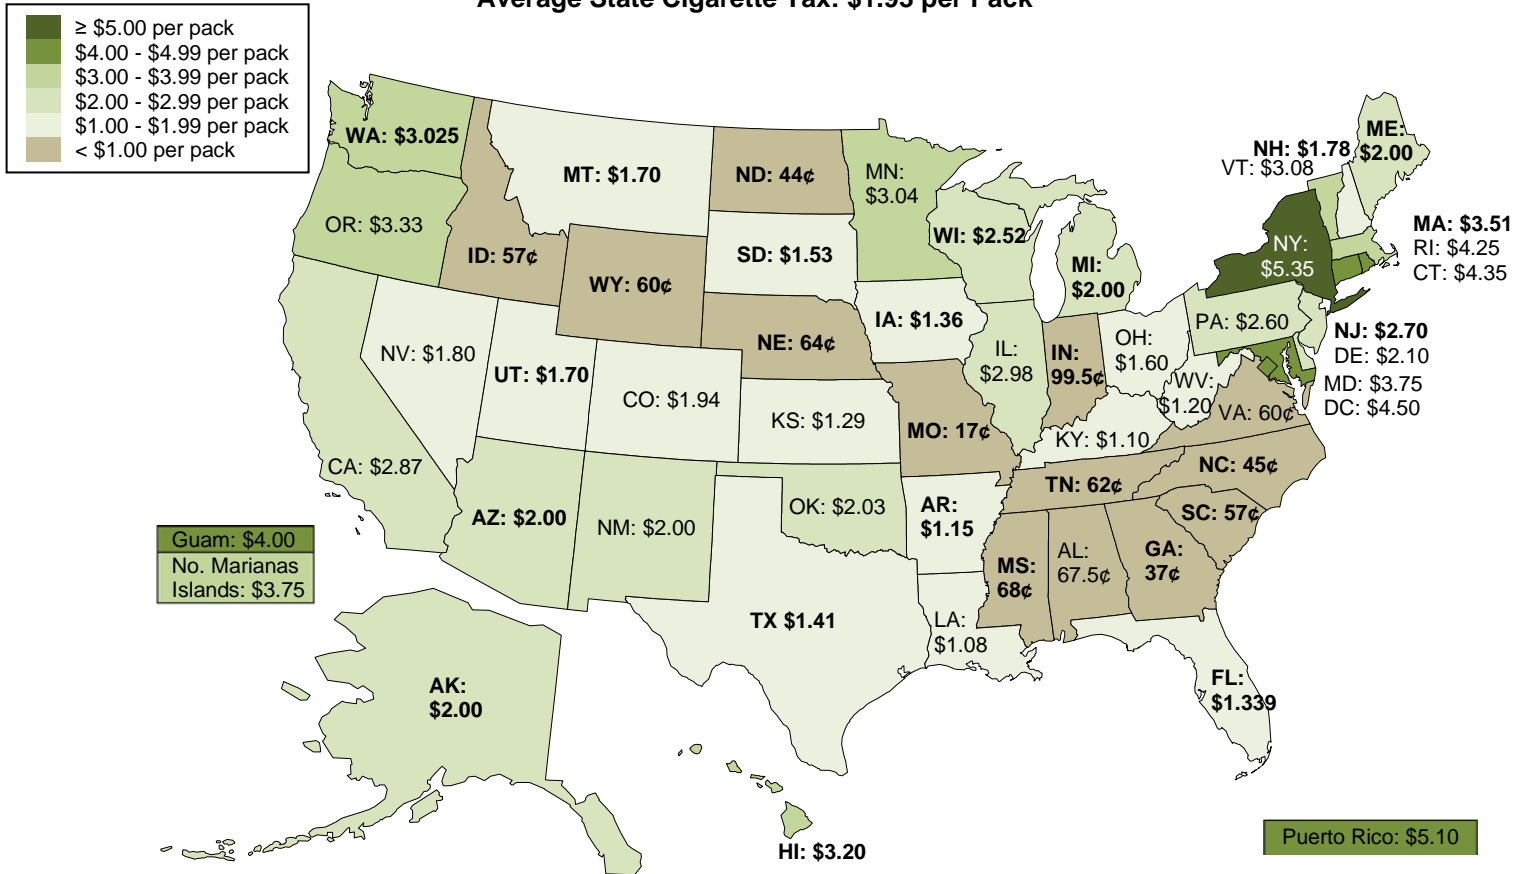 Average State Cigarette Tax: $1.93 per Pack
≥ $5.00 per pack
$4.00 - $4.99 per pack
$3.00 - $3.99 per pack
$2.00 - $2.99 per pack
$1.00 - $1.99 per pack
< $1.00 per pack
WA: $3.025
MT: $1.70
ND: 44¢
MN:
$3.04
NH: $1.78
VT: $3.08
ME:
$2.00
OR: $3.33
ID: 57¢
SD: $1.53
WI: $2.52
MI:
$2.00
NY:
$5.35
MA: $3.51
RI: $4.25
CT: $4.35
WY: 60¢
NE: 64¢
IA: $1.36
IL:
$2.98
IN:
99.5¢
OH:
$1.60
PA: $2.60
NJ: $2.70
DE: $2.10
MD: $3.75
DC: $4.50
NV: $1.80
UT: $1.70
CO: $1.94
KS: $1.29
MO: 17¢
KY: $1.10
WV:
$1.20
VA: 60¢
CA: $2.87
AZ: $2.00
NM: $2.00
OK: $2.03
AR:
$1.15
TN: 62¢
NC: 45¢
SC: 57¢
Guam: $4.00
No. Marianas
Islands: $3.75
TX $1.41
LA:
$1.08
MS:
68¢
AL:
67.5¢
GA:
37¢
FL:
$1.339
AK:
$2.00
HI: $3.20
Puerto Rico: $5.10